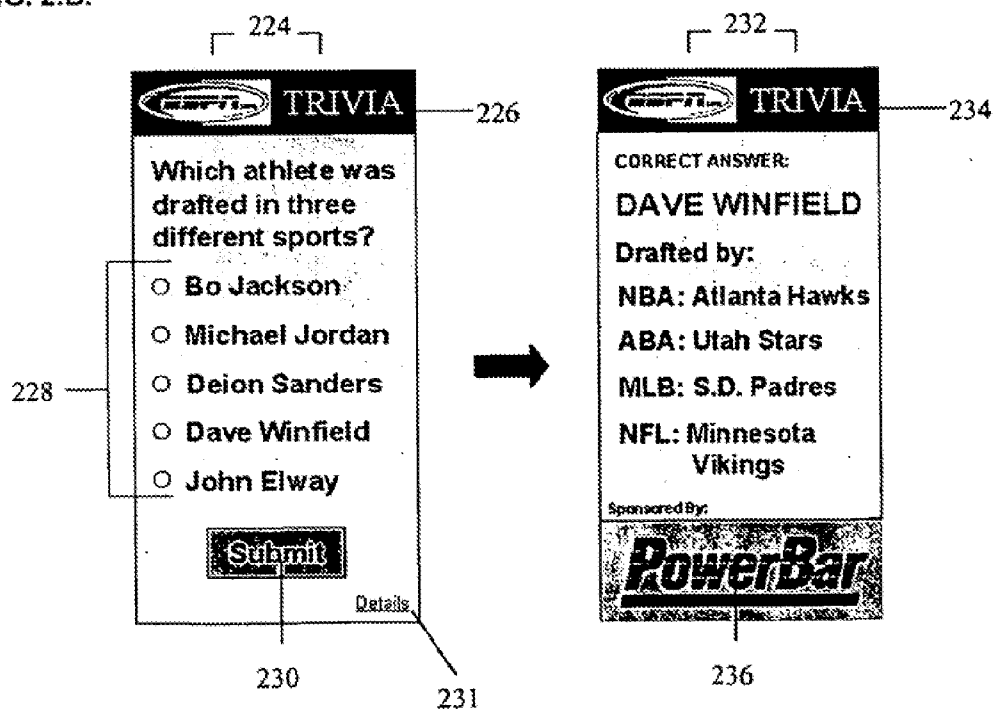 224
ESPN TRIVIA
226
Which athlete was
drafted in three
different sports?
Bo Jackson
Michael Jordan
Deion Sanders
Dave Winfield
John Elway
228
Submit
Details
230
231
232
ESPN TRIVIA
234
CORRECT ANSWER:
DAVE WINFIELD
Drafted by:
NBA: Atlanta Hawks
ABA: Utah Stars
MLB: S.D. Padres
NFL: Minnesota
Vikings
Sponsored By:
PowerBar
236